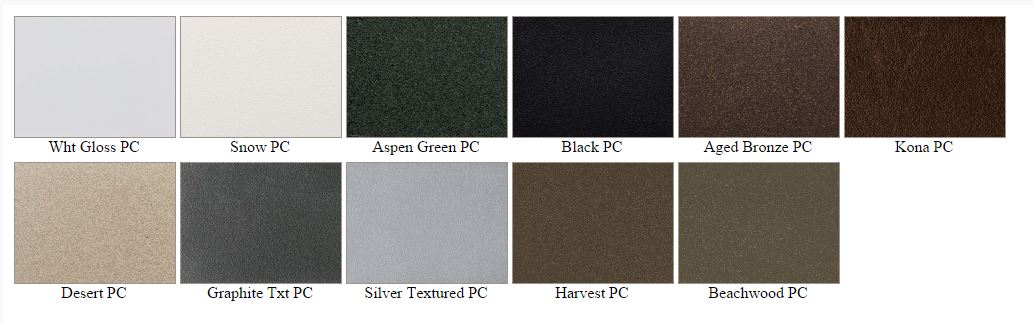 Wht Gloss PC
Snow PC
Aspen Green PC
Black PC
Aged Bronze PC
Kona PC
Desert PC
Graphite Txt PC
Silver Textured PC
Harvest PC
Beachwood PC